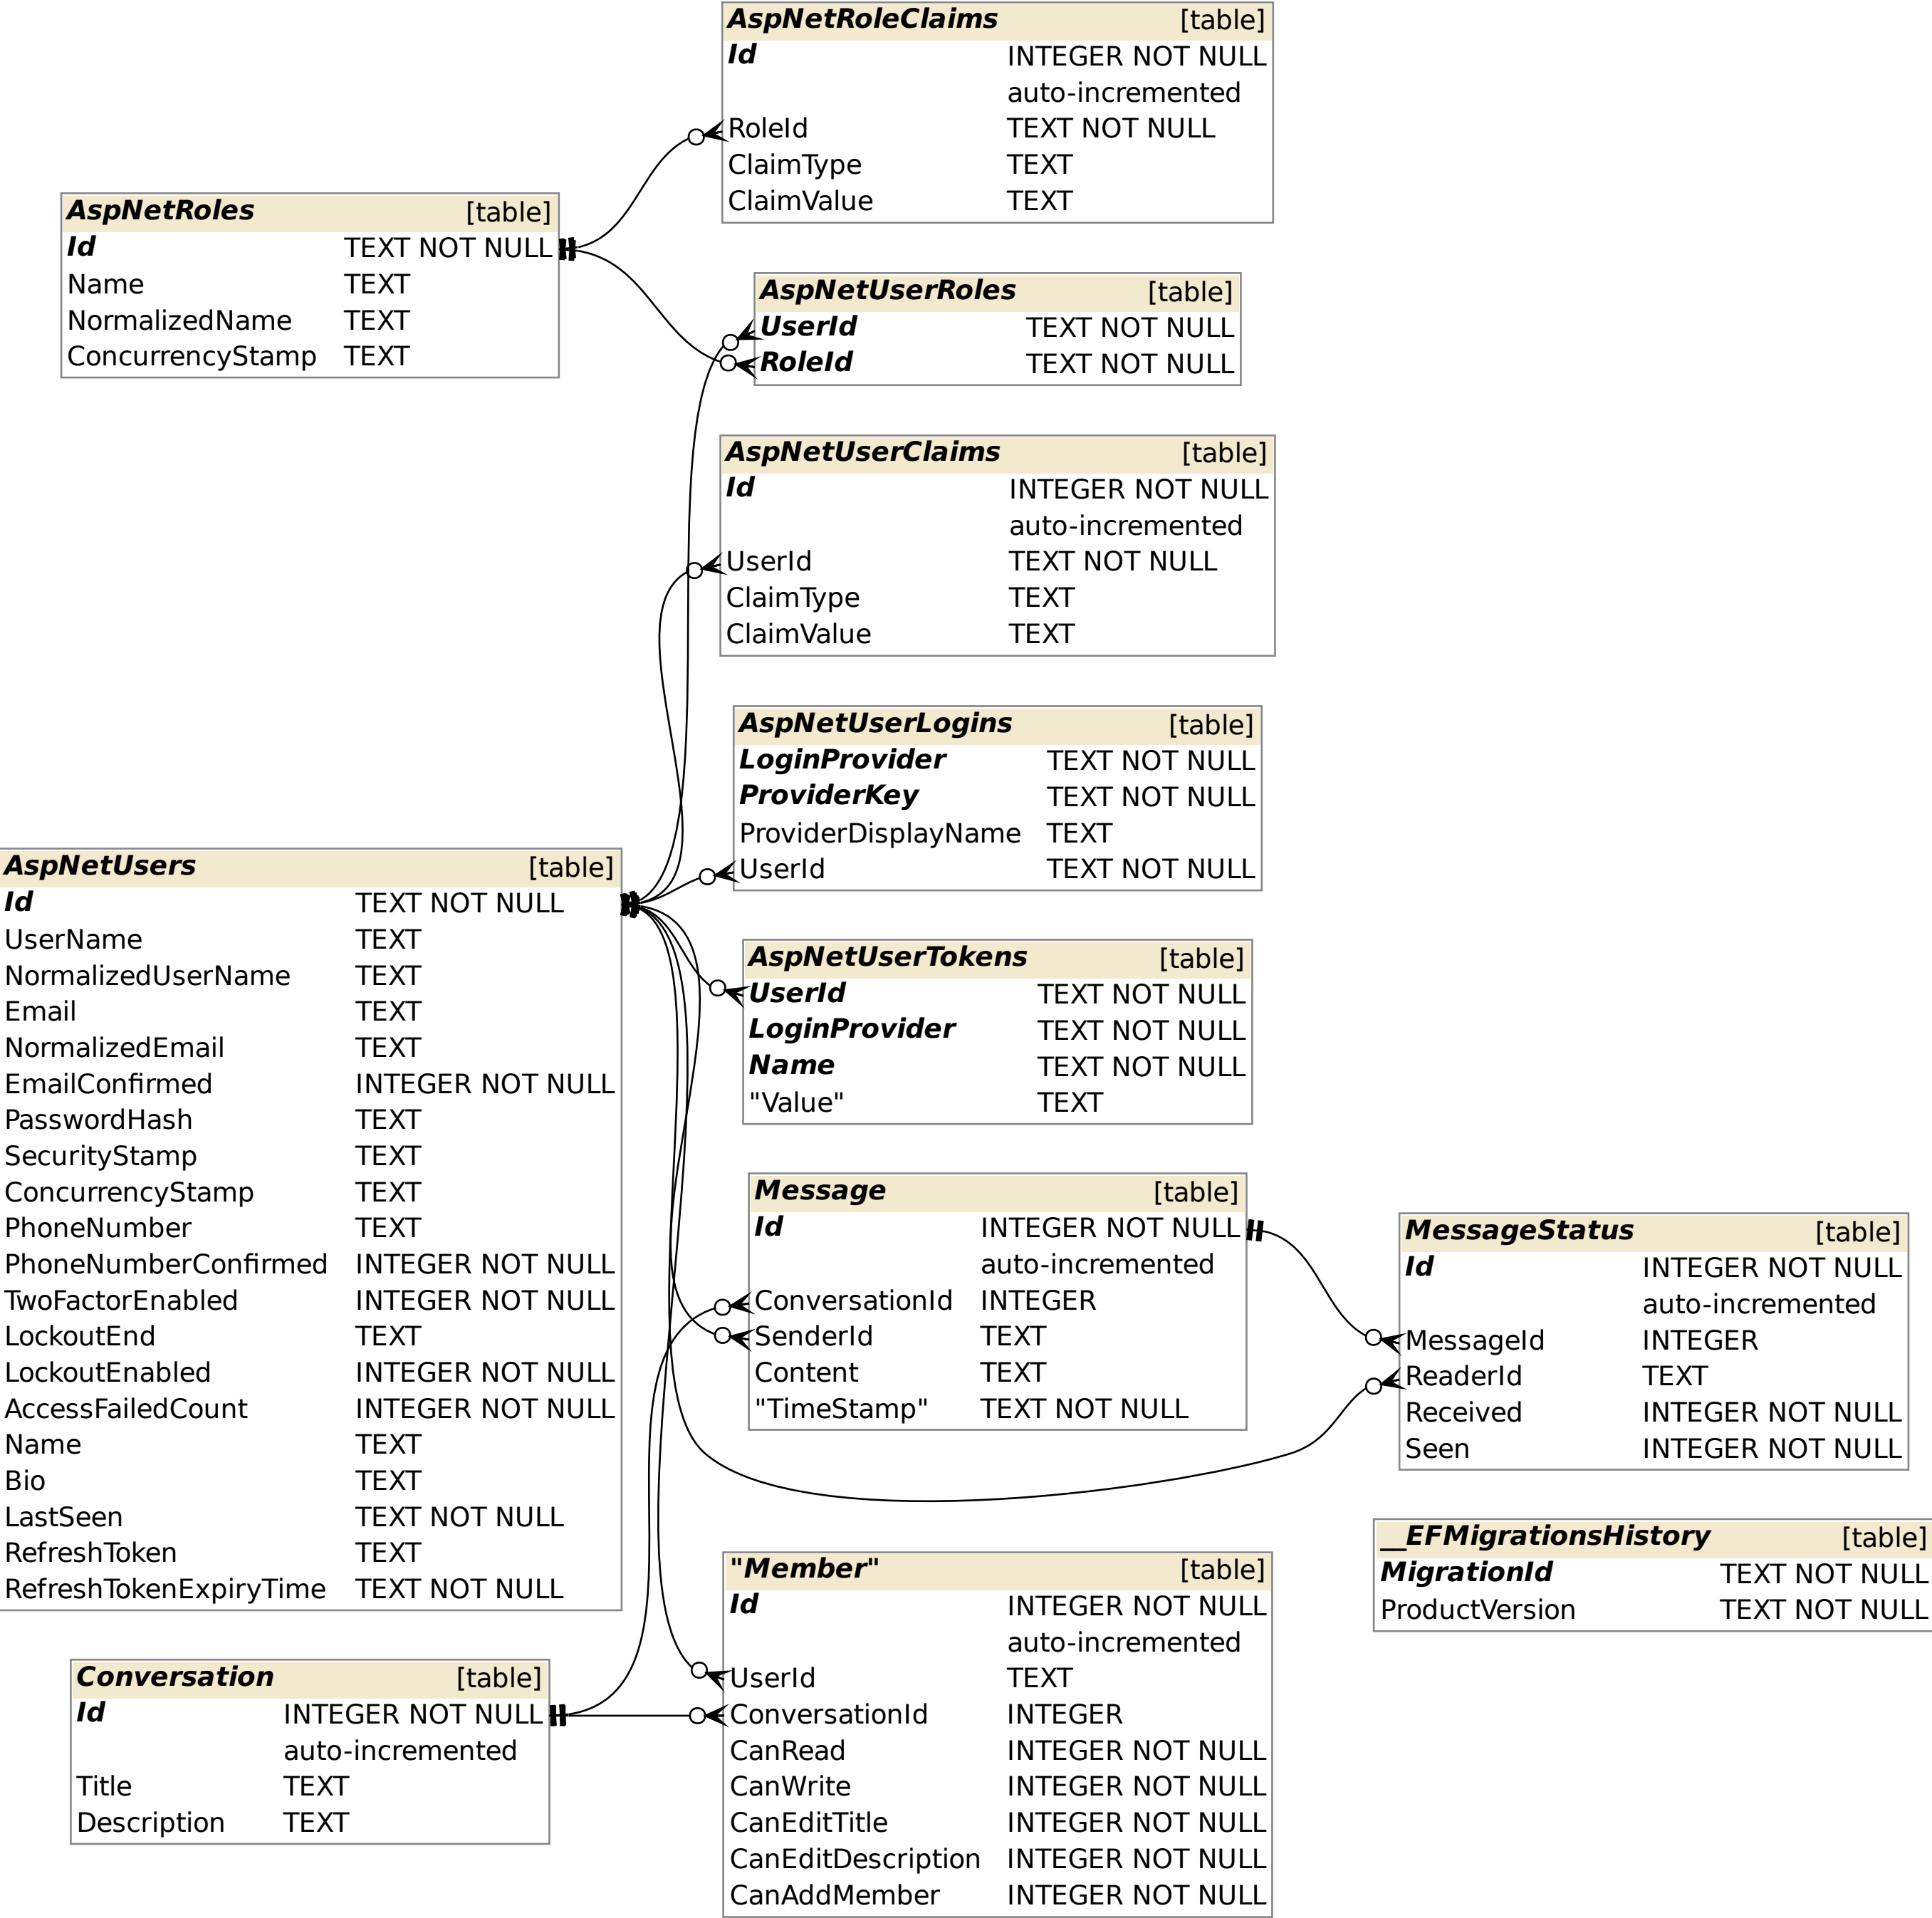 AspNetRoleClaims [table]
Id INTEGER NOT NULL
auto-incremented
RoleId TEXT NOT NULL
ClaimType TEXT
ClaimValue TEXT
AspNetRoles [table]
Id TEXT NOT NULL
Name TEXT
NormalizedName TEXT
ConcurrencyStamp TEXT
AspNetUserRoles [table]
UserId TEXT NOT NULL
RoleId TEXT NOT NULL
AspNetUserClaims [table]
Id INTEGER NOT NULL
auto-incremented
UserId TEXT NOT NULL
ClaimType TEXT
ClaimValue TEXT
AspNetUserLogins [table]
LoginProvider TEXT NOT NULL
ProviderKey TEXT NOT NULL
ProviderDisplayName TEXT
UserId TEXT NOT NULL
AspNetUsers [table]
Id TEXT NOT NULL
UserName TEXT
NormalizedUserName TEXT
Email TEXT
NormalizedEmail TEXT
EmailConfirmed INTEGER NOT NULL
PasswordHash TEXT
SecurityStamp TEXT
ConcurrencyStamp TEXT
PhoneNumber TEXT
PhoneNumberConfirmed INTEGER NOT NULL
TwoFactorEnabled INTEGER NOT NULL
LockoutEnd TEXT
LockoutEnabled INTEGER NOT NULL
AccessFailedCount INTEGER NOT NULL
Name TEXT
Bio TEXT
LastSeen TEXT NOT NULL
RefreshToken TEXT
RefreshTokenExpiryTime TEXT NOT NULL
AspNetUserTokens [table]
UserId TEXT NOT NULL
LoginProvider TEXT NOT NULL
Name TEXT NOT NULL
"Value" TEXT
Message [table]
Id INTEGER NOT NULL
auto-incremented
ConversationId INTEGER
SenderId TEXT
Content TEXT
"TimeStamp" TEXT NOT NULL
MessageStatus [table]
Id INTEGER NOT NULL
auto-incremented
MessageId INTEGER
ReaderId TEXT
Received INTEGER NOT NULL
Seen INTEGER NOT NULL
__EFMigrationsHistory [table]
MigrationId TEXT NOT NULL
ProductVersion TEXT NOT NULL
"Member" [table]
Id INTEGER NOT NULL
auto-incremented
UserId TEXT
ConversationId INTEGER
CanRead INTEGER NOT NULL
CanWrite INTEGER NOT NULL
CanEditTitle INTEGER NOT NULL
CanEditDescription INTEGER NOT NULL
CanAddMember INTEGER NOT NULL
Conversation [table]
Id INTEGER NOT NULL
auto-incremented
Title TEXT
Description TEXT